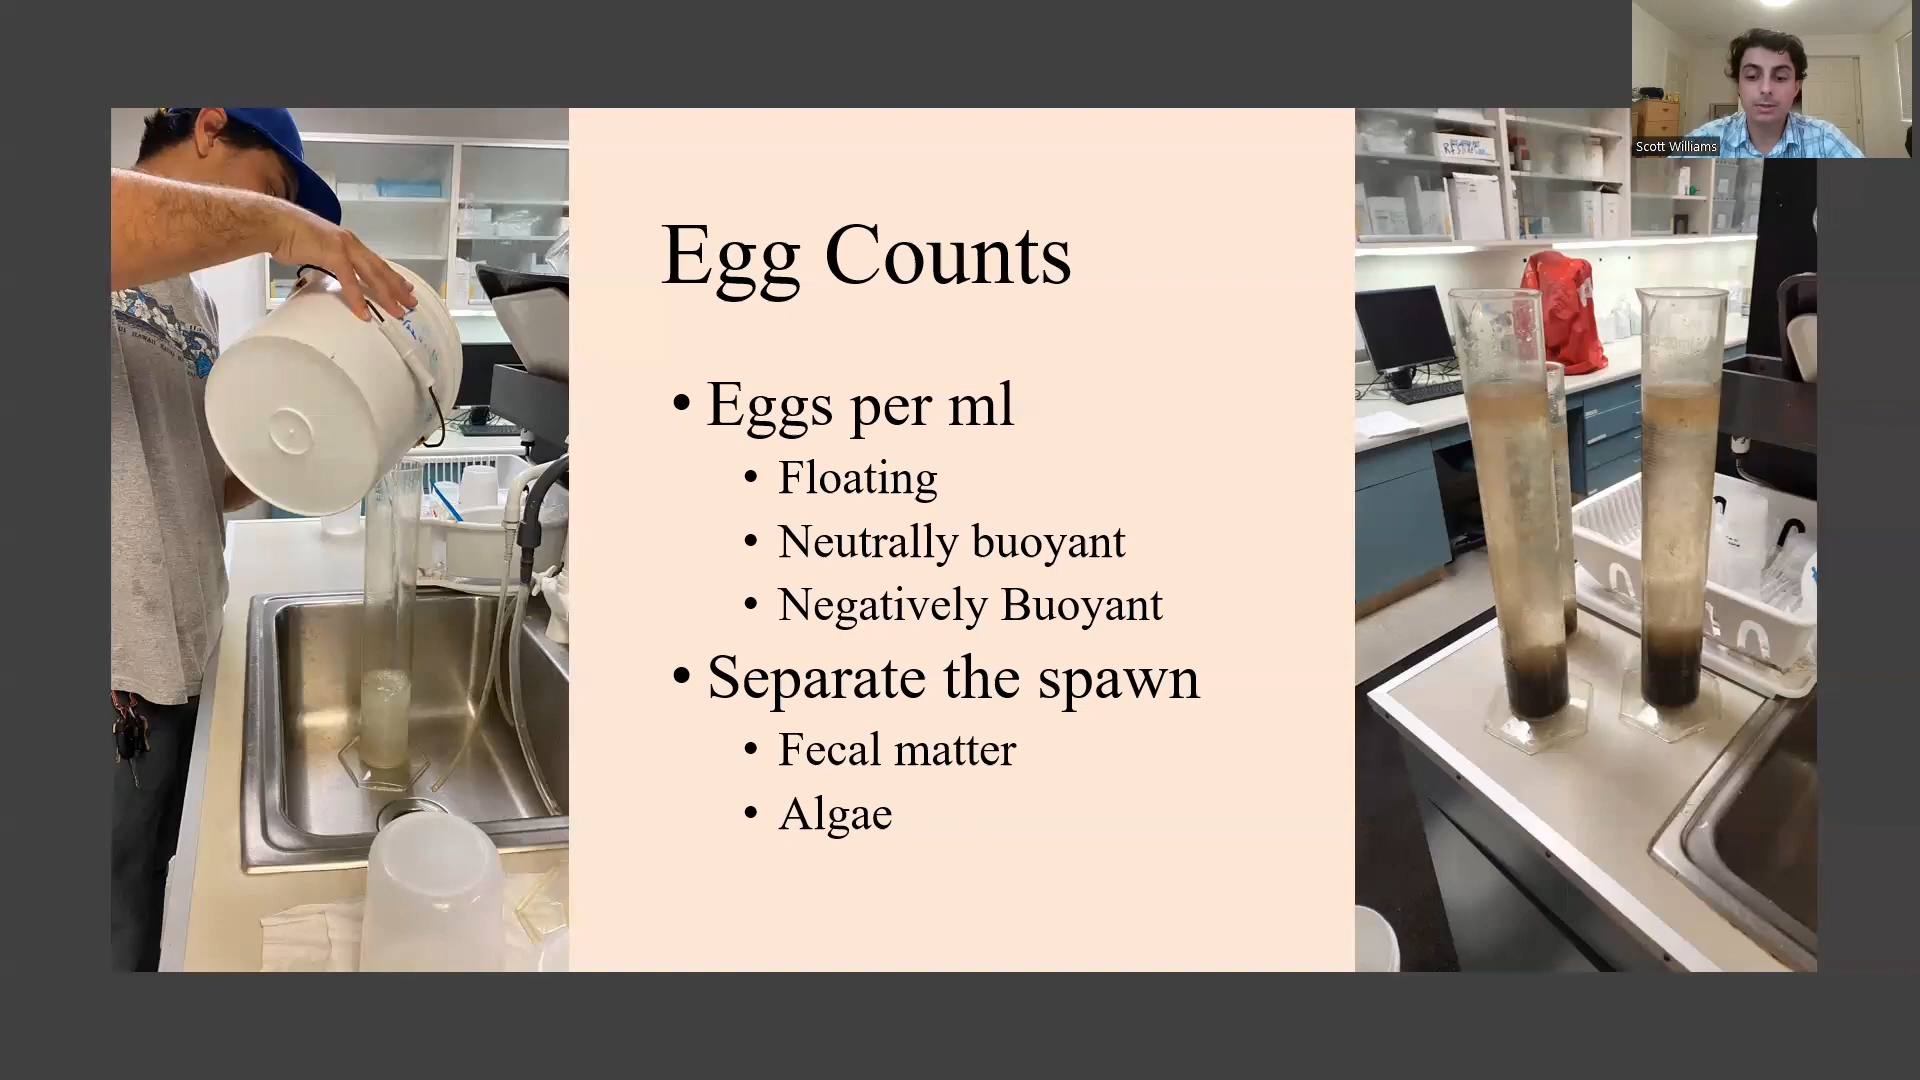 Scott Williams
Egg Counts
• Eggs per ml
• Floating
• Neutrally buoyant
• Negatively Buoyant
• Separate the spawn
• Fecal matter
• Algae